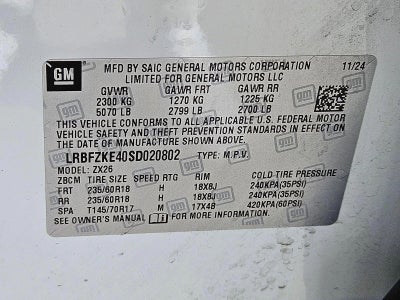 GM
MFD BY SAIC GENERAL MOTORS CORPORATION 11/24
LIMITED FOR GENERAL MOTORS LLC
GVWR GAWR FRT GAWR RR
2300 KG 1270 KG 1225 KG
5070 LB 2799 LB 2700 LB
THIS VEHICLE CONFORMS TO ALL APPLICABLE U.S. FEDERAL MOTOR
VEHICLE SAFETY, BUMPER, AND THEFT PREVENTION STANDARDS IN
EFFECT ON THE DATE OF MANUFACTURE SHOWN ABOVE.
LRBFZKE40SD020802 TYPE: M.P.V.
MODEL: ZX26
ZBCM TIRE SIZE SPEED RTG RIM COLD TIRE PRESSURE
FRT 235/60R18 H 18X8J 240KPA(35PSI)
RR 235/60R18 H 18X8J 240KPA(35PSI)
SPA T145/70R17 M 17X4B 420KPA(60PSI)
SEE OWNER'S MANUAL FOR MORE INFORMATION.